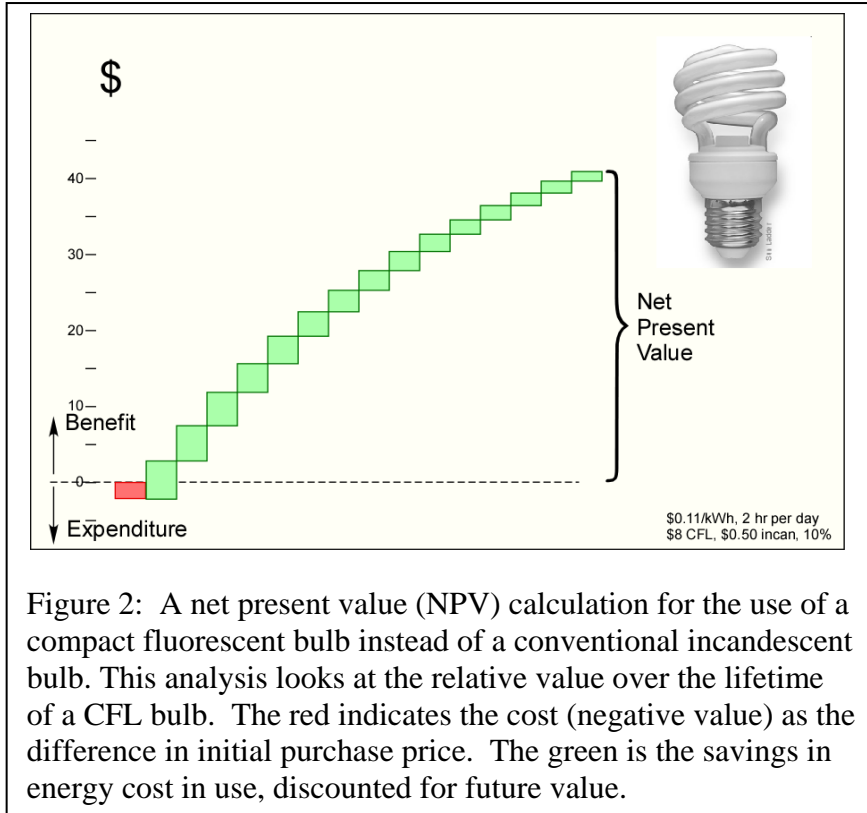 $
40
30
20
10
Benefit
0
Expenditure
Net
Present
Value
$0.11/kWh, 2 hr per day
$8 CFL, $0.50 incan, 10%
Figure 2: A net present value (NPV) calculation for the use of a
compact fluorescent bulb instead of a conventional incandescent
bulb. This analysis looks at the relative value over the lifetime
of a CFL bulb. The red indicates the cost (negative value) as the
difference in initial purchase price. The green is the savings in
energy cost in use, discounted for future value.